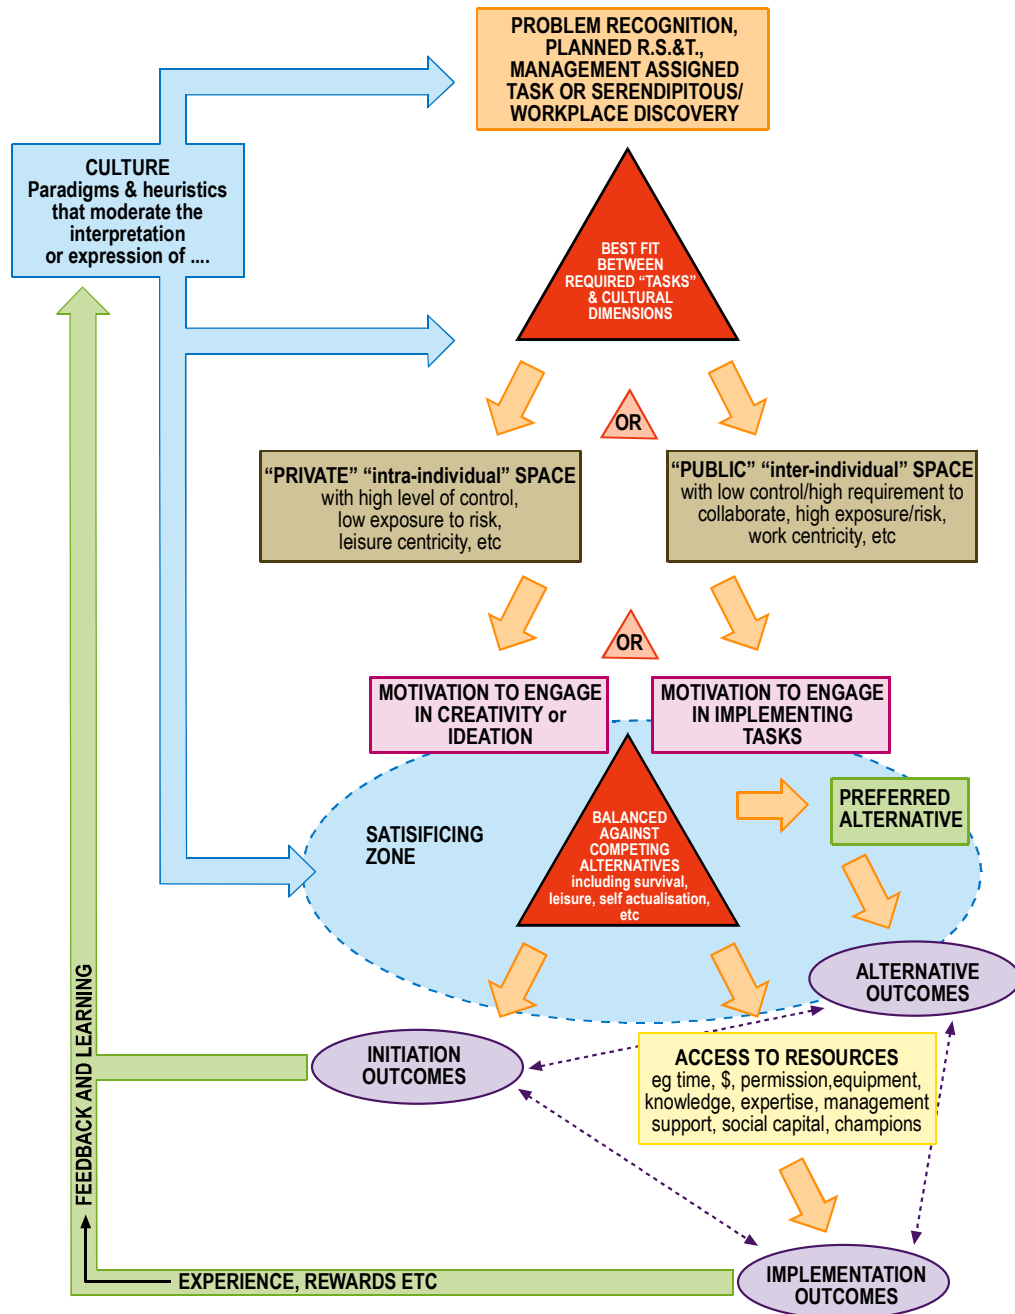 PROBLEM RECOGNITION,
PLANNED R.S.&T.,
MANAGEMENT ASSIGNED
TASK OR SERENDIPITOUS/
WORKPLACE DISCOVERY
CULTURE
Paradigms & heuristics
that moderate the
interpretation
or expression of ....
BEST FIT
BETWEEN
REQUIRED “TASKS”
& CULTURAL
DIMENSIONS
OR
“PRIVATE” “intra-individual” SPACE
with high level of control,
low exposure to risk,
leisure centricity, etc
“PUBLIC” “inter-individual” SPACE
with low control/high requirement to
collaborate, high exposure/risk,
work centricity, etc
OR
MOTIVATION TO ENGAGE
IN CREATIVITY or
IDEATION
MOTIVATION TO ENGAGE
IN IMPLEMENTING
TASKS
SATISIFICING
ZONE
BALANCED
AGAINST
COMPETING
ALTERNATIVES
including survival,
leisure, self actualisation,
etc
PREFERRED
ALTERNATIVE
ALTERNATIVE
OUTCOMES
INITIATION
OUTCOMES
ACCESS TO RESOURCES
eg time, $, permission,equipment,
knowledge, expertise, management
support, social capital, champions
FEEDBACK AND LEARNING
EXPERIENCE, REWARDS ETC
IMPLEMENTATION
OUTCOMES